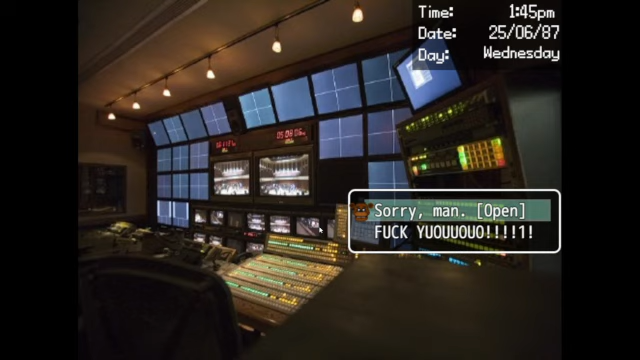 Time: 1:45pm
Date: 25/06/87
Day: Wednesday
Sorry, man. [Open]
FUCK YUOUUOUO!!!!1!